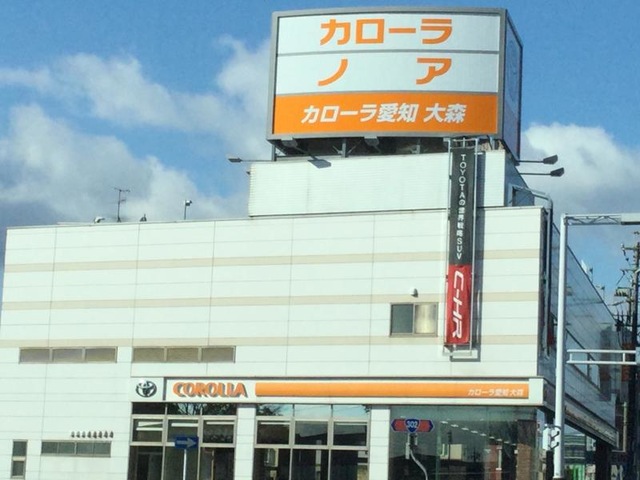 カローラ
ノア
カローラ愛知 大森
TOYOTAの世界戦略SUV
C-HR
COROLLA
カローラ愛知 大森
302